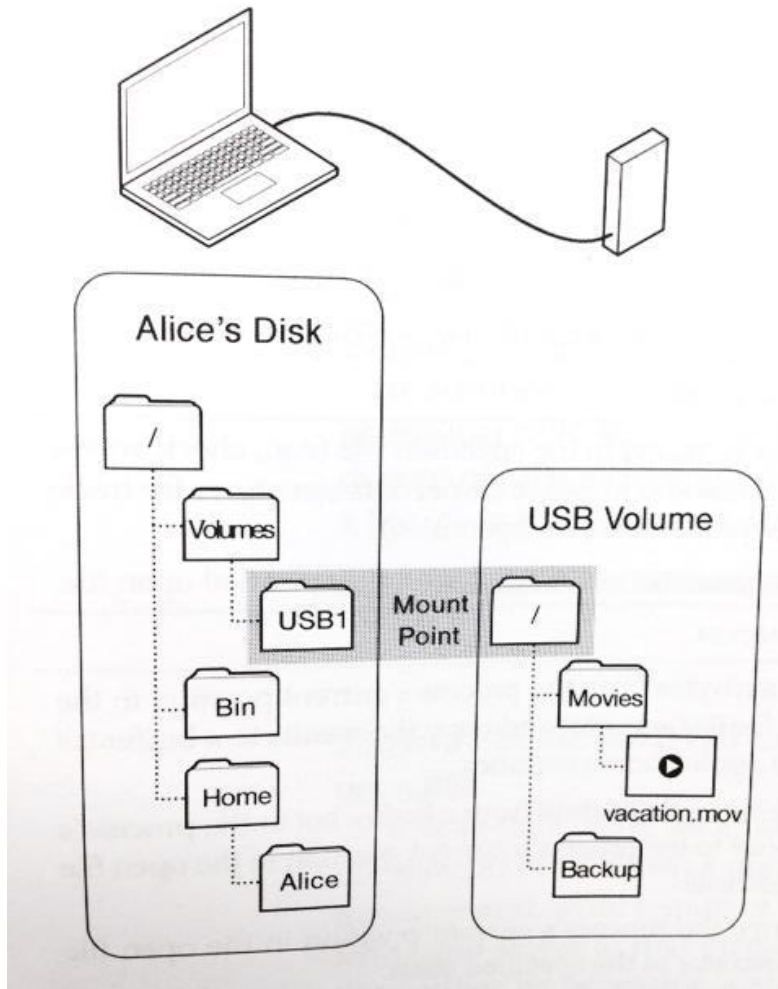 Alice's Disk
/
Volumes
USB1
Mount
Point
Bin
Home
Alice
USB Volume
/
Movies
vacation.mov
Backup